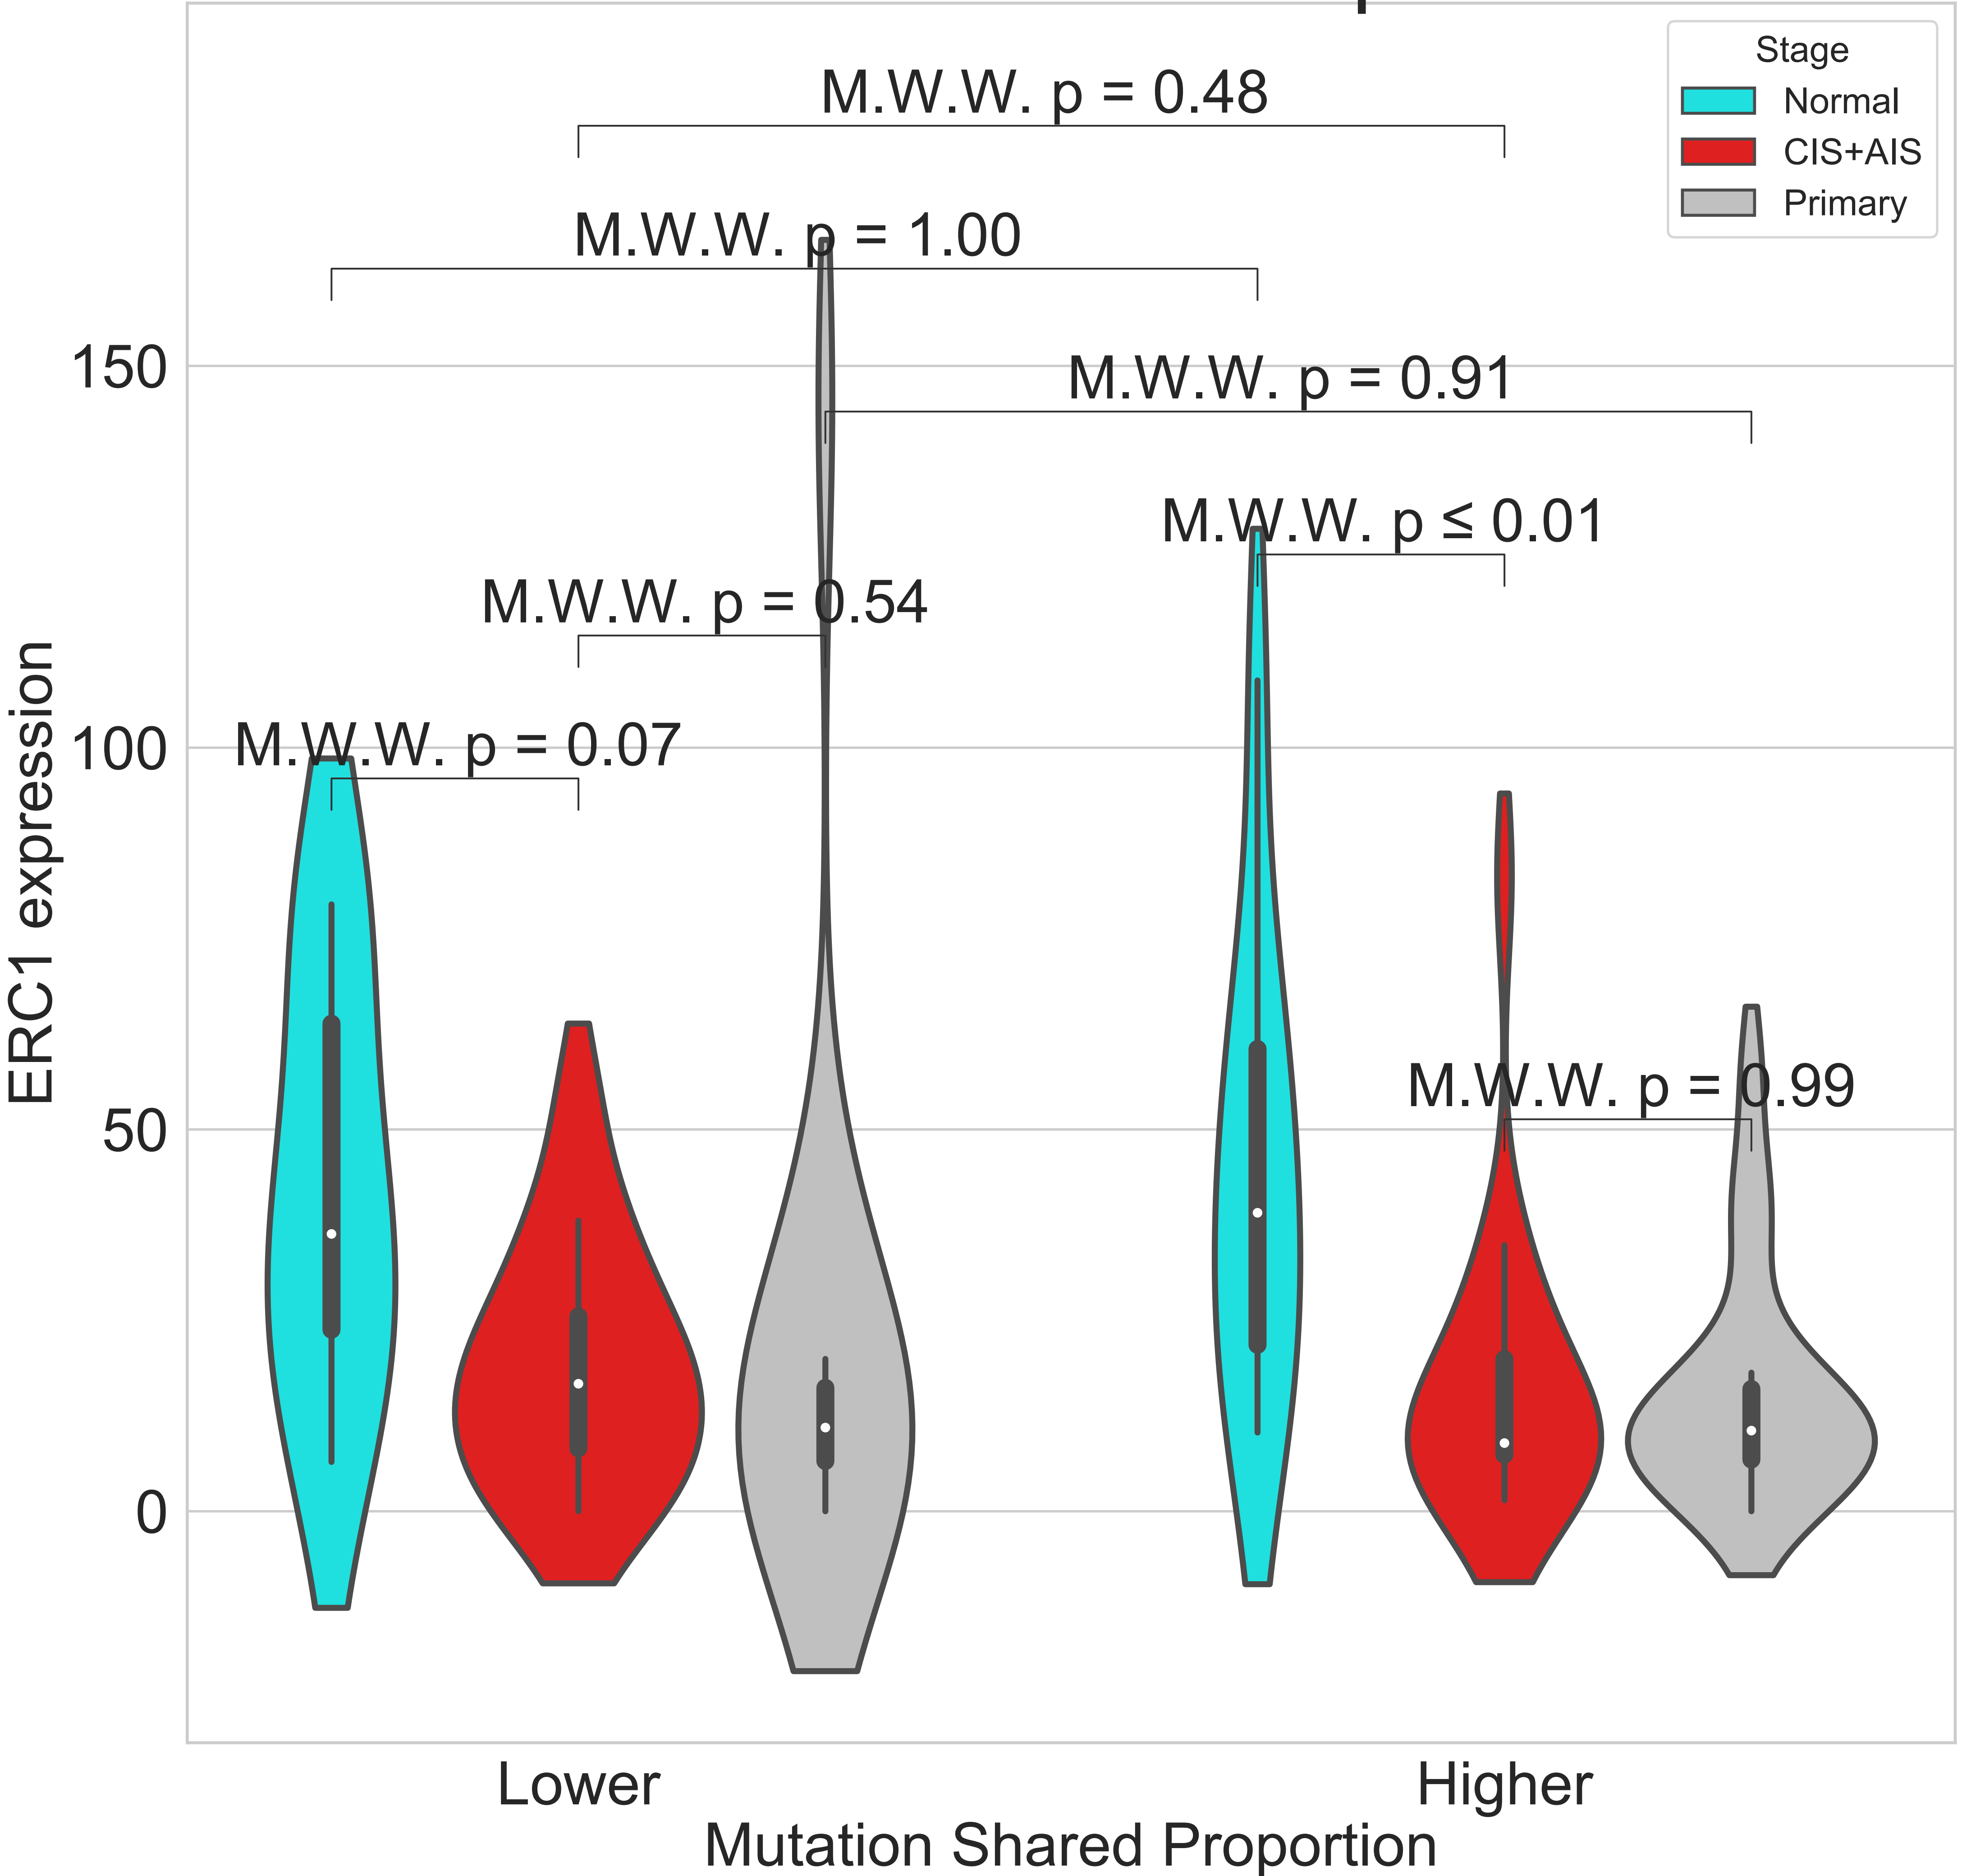 Stage
Normal
CIS+AIS
Primary
M.W.W. p = 0.48
M.W.W. p = 1.00
M.W.W. p = 0.91
M.W.W. p ≤ 0.01
M.W.W. p = 0.54
M.W.W. p = 0.07
M.W.W. p = 0.99
150
100
50
0
ERC1 expression
Lower
Higher
Mutation Shared Proportion